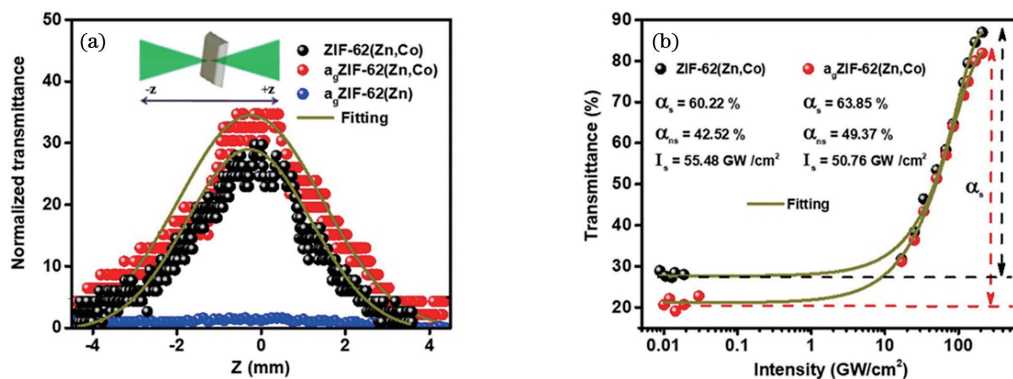 (a)
50
40
30
20
10
0
Normalized transmittance
-z
+z
ZIF-62(Zn,Co)
agZIF-62(Zn,Co)
agZIF-62(Zn)
Fitting
-4
-2
0
2
4
Z (mm)
(b)
90
80
70
60
50
40
30
20
Transmittance (%)
ZIF-62(Zn,Co) agZIF-62(Zn,Co)
αs = 60.22 % αs = 63.85 %
αns = 42.52 % αns = 49.37 %
Is = 55.48 GW /cm² Is = 50.76 GW /cm²
Fitting
αs
0.01
0.1
1
10
100
Intensity (GW/cm²)